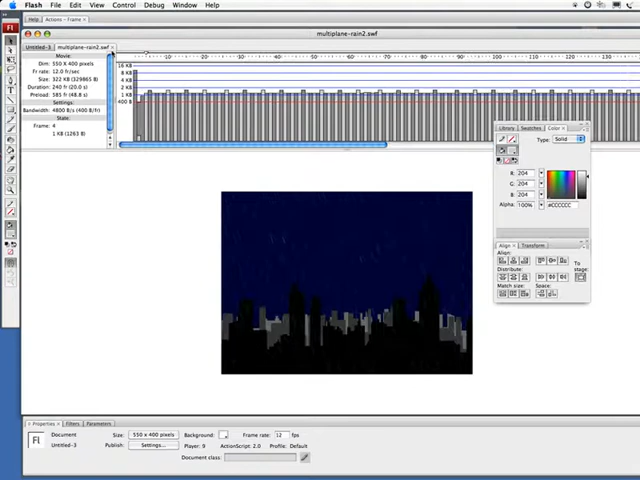 Flash File Edit View Control Debug Window Help
Help Actions - Frame ×
multiplane-rain2.swf
Untitled-3 multiplane-rain2.swf ×
Movie:
Dim: 550 X 400 pixels
Fr rate: 12.0 fr/sec
Size: 322 KB (329865 B)
Duration: 240 fr (20.0 s)
Preload: 585 fr (48.8 s)
Settings:
Bandwidth: 4800 B/s (400 B/fr)
State:
Frame: 4
1 KB (1263 B)
10 20 30 40 50 60 70 80 90 100 110 120 130
16 KB
8 KB
4 KB
2 KB
1 KB
400 B
Library Swatches Color ×
Type: Solid
R: 204
G: 204
B: 204
Alpha: 100% #CCCCCC
Align × Transform
Align:
To stage:
Distribute:
Match size: Space:
Properties × Filters Parameters
Fl Document Size: 550 x 400 pixels Background: Frame rate: 12 fps
Untitled-3 Publish: Settings... Player: 9 ActionScript: 2.0 Profile: Default
Document class: